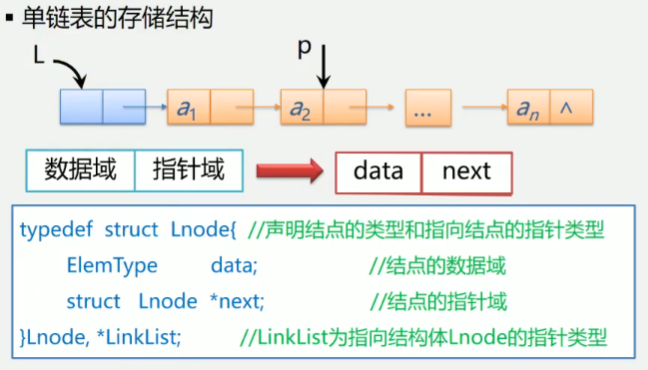 ▪ 单链表的存储结构
L
p
a1
a2
...
an ∧
数据域 指针域
data next
typedef struct Lnode{ //声明结点的类型和指向结点的指针类型
ElemType data; //结点的数据域
struct Lnode *next; //结点的指针域
}Lnode, *LinkList; //LinkList为指向结构体Lnode的指针类型